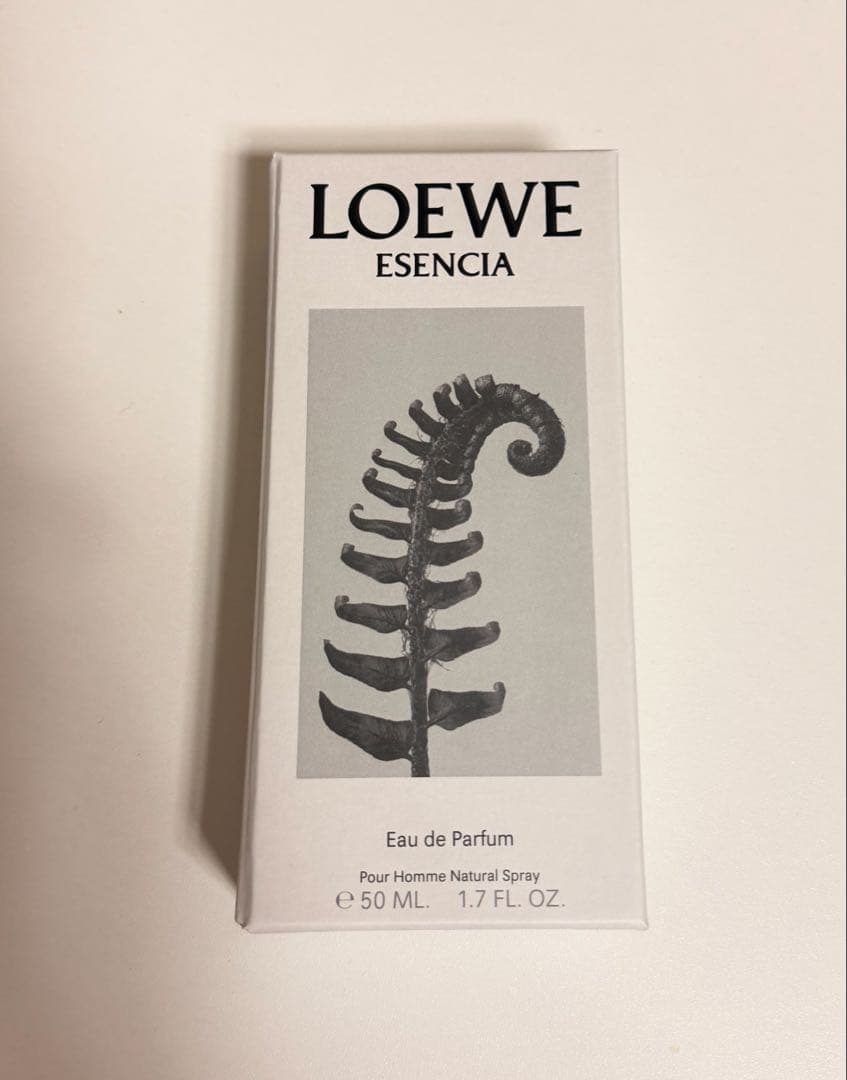 LOEWE
ESENCIA
Eau de Parfum
Pour Homme Natural Spray
℮ 50 ML. 1.7 FL. OZ.